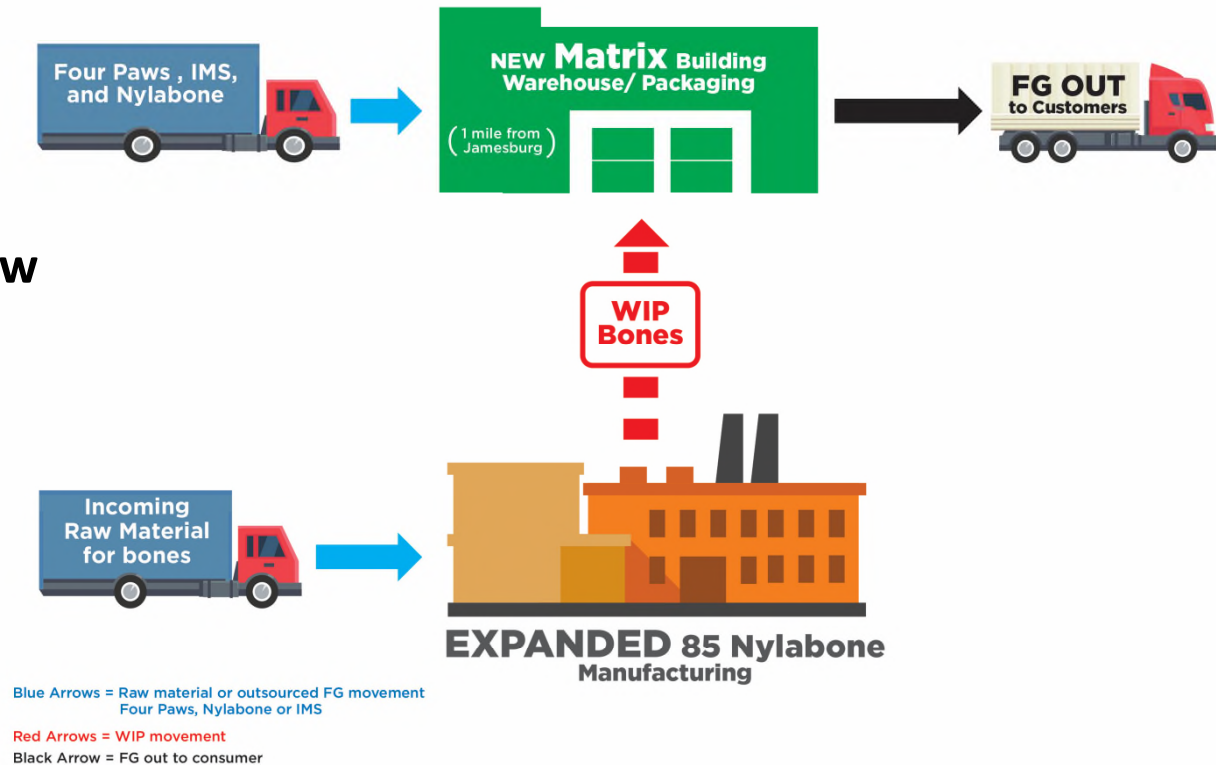 Four Paws , IMS,
and Nylabone
NEW Matrix Building
Warehouse/ Packaging
(1 mile from
Jamesburg)
FG OUT
to Customers
W
WIP
Bones
Incoming
Raw Material
for bones
EXPANDED 85 Nylabone
Manufacturing
Blue Arrows = Raw material or outsourced FG movement
Four Paws, Nylabone or IMS
Red Arrows = WIP movement
Black Arrow = FG out to consumer